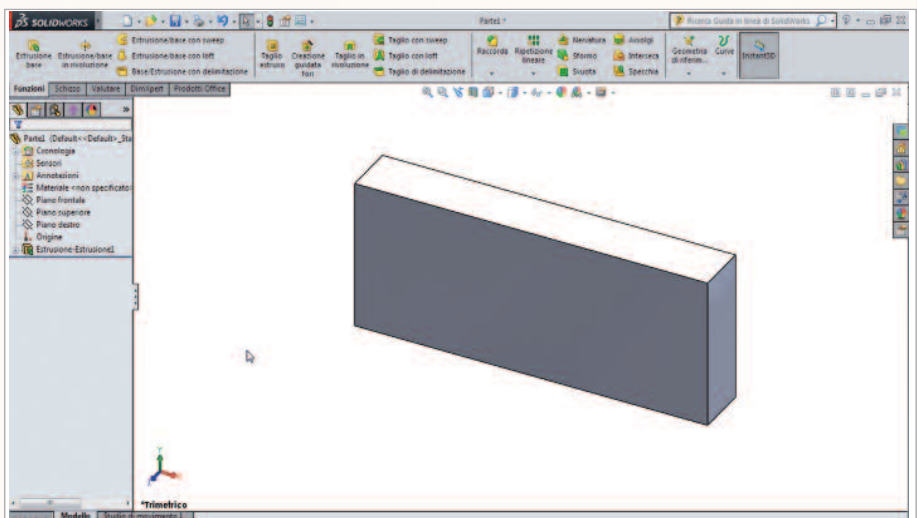 SOLIDWORKS
Parte1 *
Ricerca Guida in linea di SolidWorks
Estrusione base
Estrusione/base in rivoluzione
Estrusione/base con sweep
Estrusione/base con loft
Base/Estrusione con delimitazione
Taglio estruso
Creazione guidata fori
Taglio in rivoluzione
Taglio con sweep
Taglio con loft
Taglio di delimitazione
Raccordo
Ripetizione lineare
Nervatura
Sformo
Svuota
Avvolgi
Interseca
Specchia
Geometria di riferim...
Curve
Instant3D
Funzioni
Schizzo
Valutare
DimXpert
Prodotti Office
Parte1 (Default<<Default>_Sta
Cronologia
Sensori
Annotazioni
Materiale <non specificato>
Piano frontale
Piano superiore
Piano destro
Origine
Estrusione-Estrusione1
Y
*Trimetrico
Modello
Studio di movimento 1